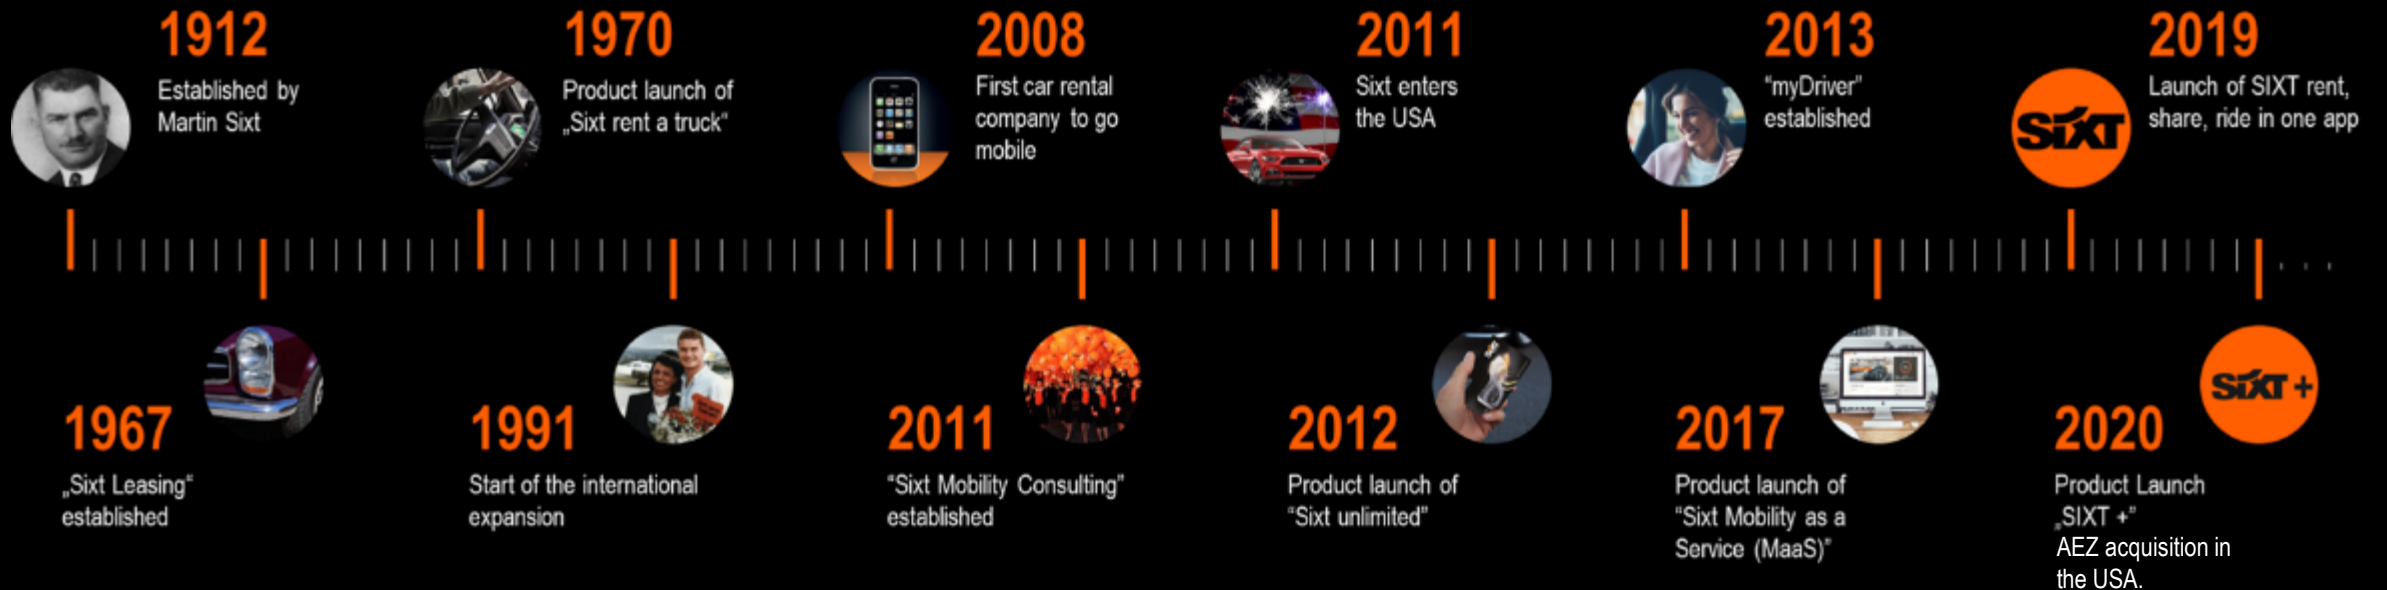 1912
Established by
Martin Sixt
1970
Product launch of
„Sixt rent a truck“
2008
First car rental
company to go
mobile
2011
Sixt enters
the USA
2013
“myDriver”
established
SIXT
2019
Launch of SIXT rent,
share, ride in one app
1967
„Sixt Leasing“
established
1991
Start of the international
expansion
2011
“Sixt Mobility Consulting”
established
2012
Product launch of
“Sixt unlimited”
2017
Product launch of
“Sixt Mobility as a
Service (MaaS)”
SIXT +
2020
Product Launch
„SIXT +”
AEZ acquisition in
the USA.